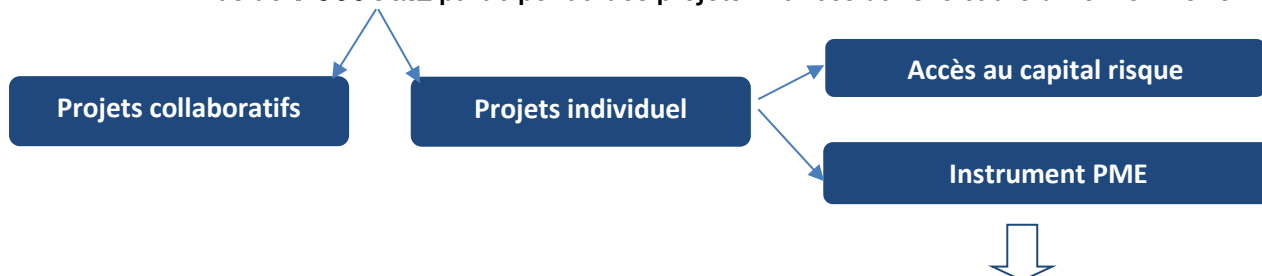 Accès au capital risque
Projets collaboratifs
Projets individuel
Instrument PME